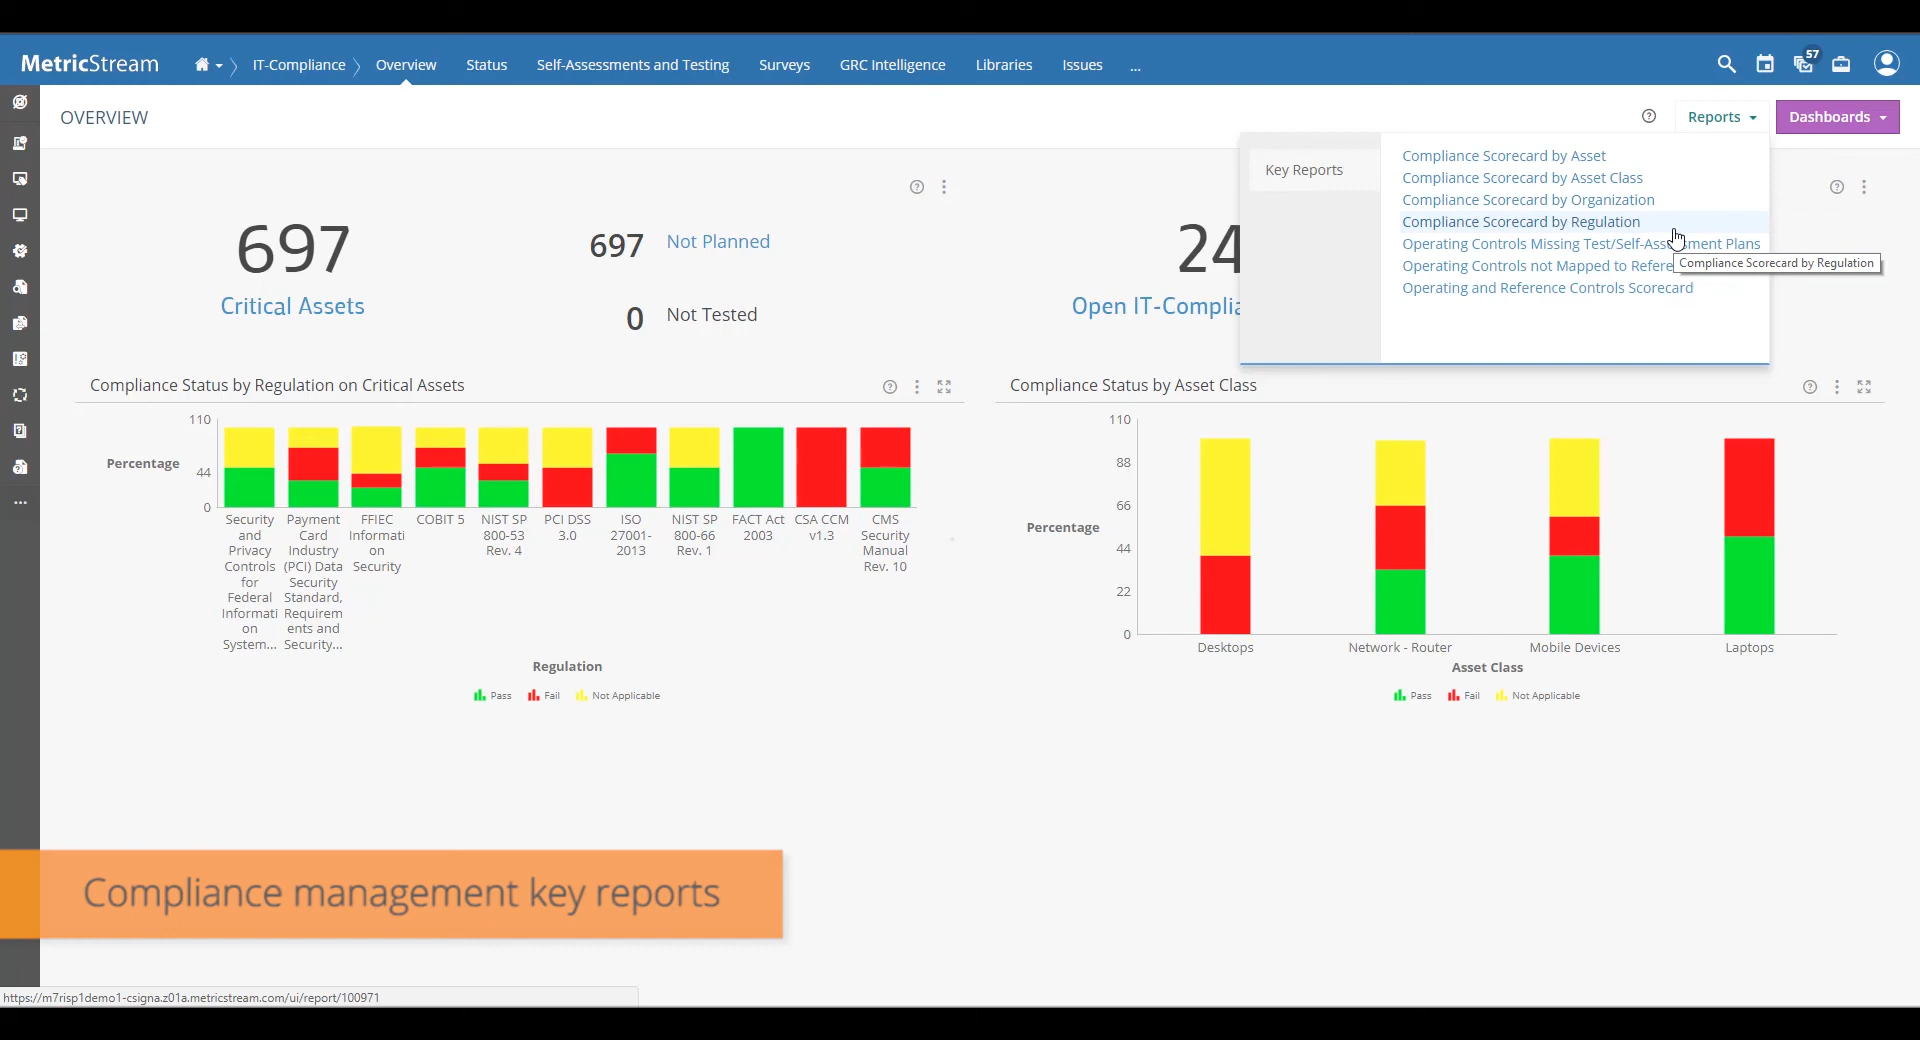 MetricStream
IT-Compliance
Overview
Status
Self-Assessments and Testing
Surveys
GRC Intelligence
Libraries
Issues
...
57
OVERVIEW
Reports
Dashboards
Key Reports
Compliance Scorecard by Asset
Compliance Scorecard by Asset Class
Compliance Scorecard by Organization
Compliance Scorecard by Regulation
Operating Controls Missing Test/Self-Assessment Plans
Operating Controls not Mapped to Refere
Compliance Scorecard by Regulation
Operating and Reference Controls Scorecard
697
Critical Assets
697 Not Planned
0 Not Tested
24
Open IT-Complia
Compliance Status by Regulation on Critical Assets
110
Percentage
44
0
Security
and
Privacy
Controls
for
Federal
Informati
on
System...
Payment
Card
Industry
(PCI) Data
Security
Standard,
Requirem
ents and
Security...
FFIEC
Informati
on
Security
COBIT 5
NIST SP
800-53
Rev. 4
PCI DSS
3.0
ISO
27001-
2013
NIST SP
800-66
Rev. 1
FACT Act
2003
CSA CCM
v1.3
CMS
Security
Manual
Rev. 10
Regulation
Pass Fail Not Applicable
Compliance Status by Asset Class
110
88
66
Percentage
44
22
0
Desktops
Network - Router
Mobile Devices
Laptops
Asset Class
Pass Fail Not Applicable
Compliance management key reports
https://m7risp1demo1-csigna.z01a.metricstream.com/ui/report/100971